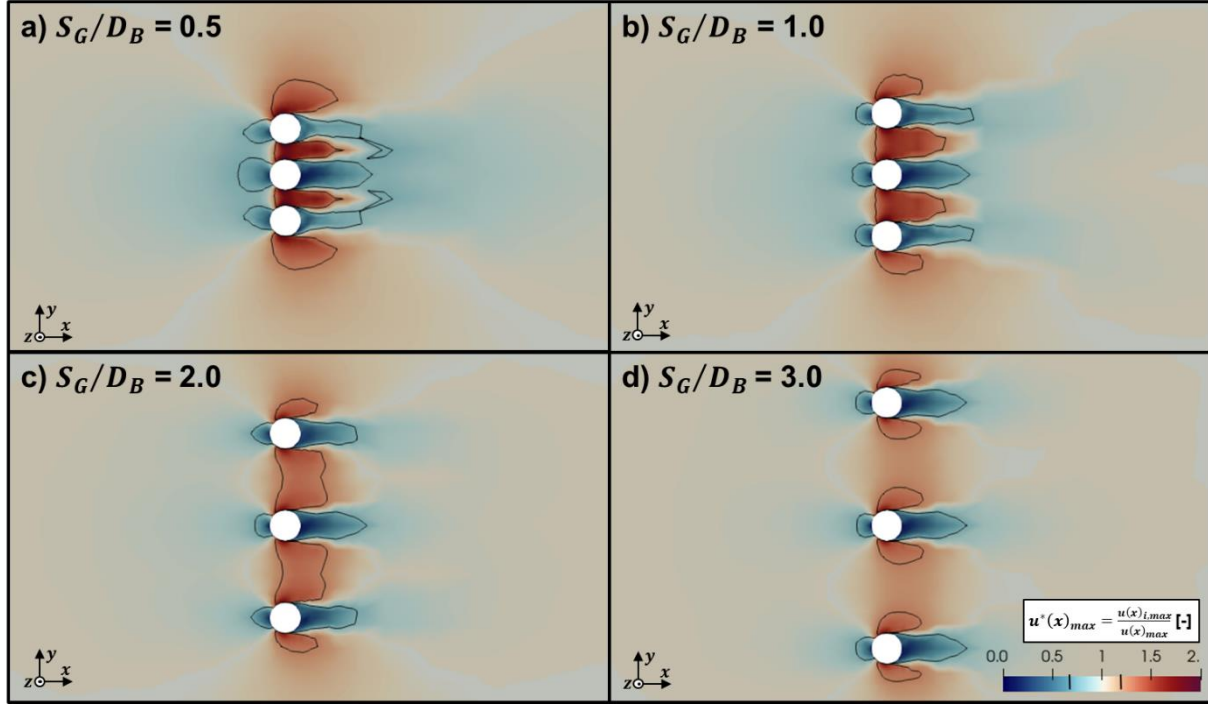 a) S_G/D_B = 0.5
b) S_G/D_B = 1.0
y
z x
y
z x
c) S_G/D_B = 2.0
d) S_G/D_B = 3.0
y
z x
y
z x
u*(x)_max = u(x)_i,max / u(x)_max [-]
0.0 0.5 1 1.5 2.